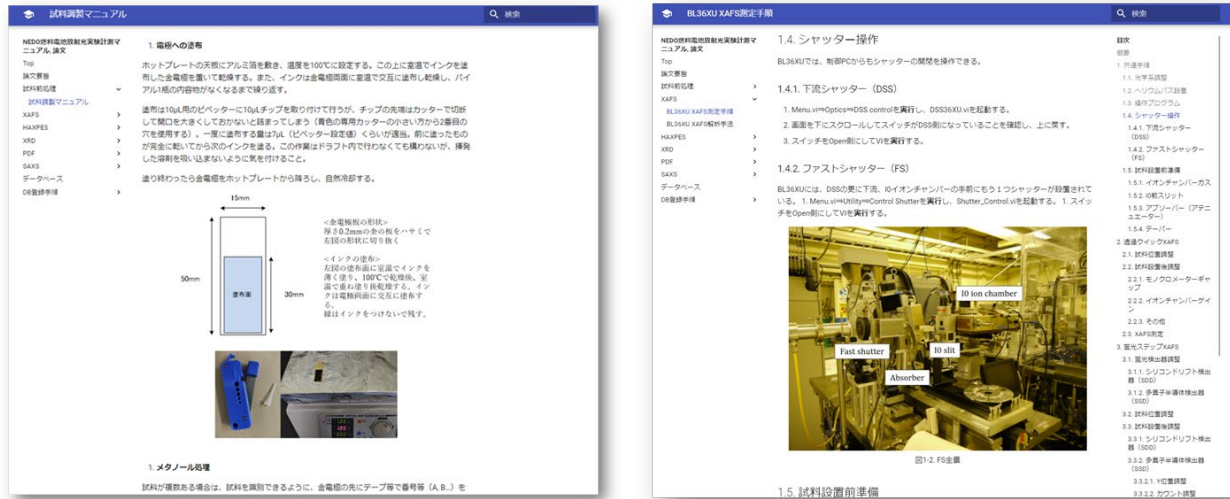 試料調製マニュアル
検索
NEDO燃料電池放射光実験計測マ
ニュアル, 論文
Top
論文要旨
試料前処理
試料調製マニュアル
XAFS
HAXPES
XRD
PDF
SAXS
データベース
DB登録手順
1. 電極への塗布
ホットプレートの天板にアルミ箔を敷き、温度を100℃に設定する。この上に室温でインクを塗
布した金電極を置いて乾燥する。また、インクは金電極両面に室温で交互に塗布し乾燥し、バイ
アル1瓶の内容物がなくなるまで繰り返す。
塗布は10μL用のピペッターに10μLチップを取り付けて行うが、チップの先端はカッターで切断
して開口を大きくしておかないと詰まってしまう（青色の専用カッターの小さい方から2番目の
穴を使用する）。一度に塗布する量は7μL（ピペッター設定値）くらいが適当。前に塗ったもの
が完全に乾いてから次のインクを塗る。この作業はドラフト内で行わなくても構わないが、揮発
した溶剤を吸い込まないように気を付けること。
塗り終わったら金電極をホットプレートから降ろし、自然冷却する。
15mm
50mm
塗布面
30mm
<金電極板の形状>
厚さ0.2mmの金の板をハサミで
左図の形状に切り抜く
<インクの塗布>
左図の塗布面に室温でインクを
薄く塗り、100℃で乾燥後、室
温で重ね塗り後乾燥する。イン
クは電極両面に交互に塗布す
る。
縁はインクをつけないで残す。
1. メタノール処理
試料が複数ある場合は、試料を識別できるように、金電極の先にテープ等で番号等（A, B...）を
BL36XU XAFS測定手順
検索
NEDO燃料電池放射光実験計測マ
ニュアル, 論文
Top
論文要旨
試料前処理
XAFS
BL36XU XAFS測定手順
BL36XU XAFS解析手法
HAXPES
XRD
PDF
SAXS
データベース
DB登録手順
1.4. シャッター操作
BL36XUでは、制御PCからもシャッターの開閉を操作できる。
1.4.1. 下流シャッター（DSS）
1. Menu.vi⇒Optics⇒DSS controlを実行し、DSS36XU.viを起動する。
2. 画面を下にスクロールしてスイッチがDSS側になっていることを確認し、上に戻す。
3. スイッチをOpen側にしてVIを実行する。
1.4.2. ファストシャッター（FS）
BL36XUには、DSSの更に下流、I0イオンチャンバーの手前にもう１つシャッターが設置されて
いる。 1. Menu.vi⇒Utility⇒Control Shutterを実行し、Shutter_Control.viを起動する。 1. スイッ
チをOpen側にしてVIを実行する。
I0 ion chamber
Fast shutter
I0 slit
Absorber
図1-2. FS全景
1.5. 試料設置前準備
目次
概要
1. 共通手順
1.1. 光学系調整
1.2. ヘリウムパス設置
1.3. 操作プログラム
1.4. シャッター操作
1.4.1. 下流シャッター
（DSS）
1.4.2. ファストシャッター
（FS）
1.5. 試料設置前準備
1.5.1. イオンチャンバーガス
1.5.2. I0前スリット
1.5.3. アブソーバー（アテニ
ュエーター）
1.5.4. テーパー
2. 透過クイックXAFS
2.1. 試料位置調整
2.2. 試料設置後調整
2.2.1. モノクロメーターギャ
ップ
2.2.2. イオンチャンバーゲイ
ン
2.2.3. その他
2.3. XAFS測定
3. 蛍光ステップXAFS
3.1. 蛍光検出器調整
3.1.1. シリコンドリフト検出
器（SDD）
3.1.2. 多素子半導体検出器
（SSD）
3.2. 試料位置調整
3.3. 試料設置後調整
3.3.1. シリコンドリフト検出
器（SDD）
3.3.2. 多素子半導体検出器
（SSD）
3.3.2.1. Y位置調整
3.3.2.2. カウント調整